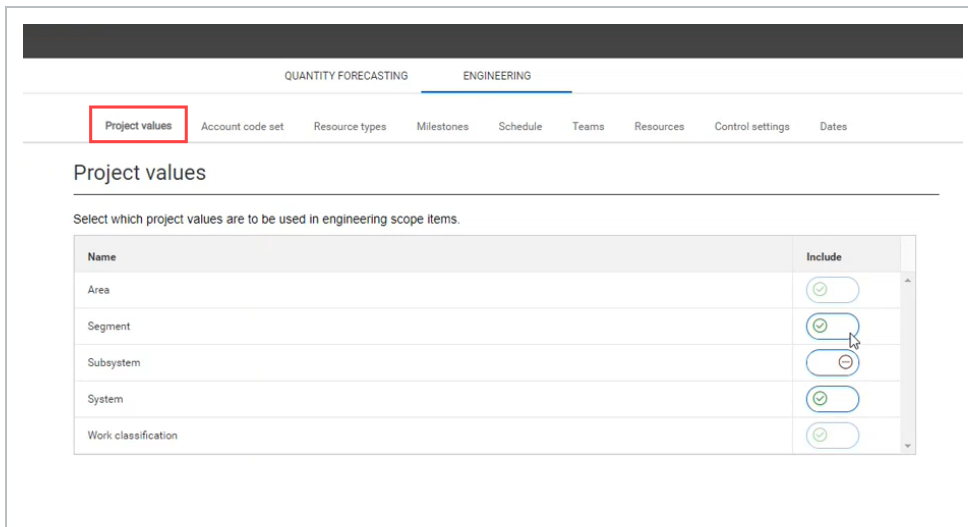 QUANTITY FORECASTING ENGINEERING
Project values Account code set Resource types Milestones Schedule Teams Resources Control settings Dates
Project values
Select which project values are to be used in engineering scope items.
Name Include
Area
Segment
Subsystem
System
Work classification